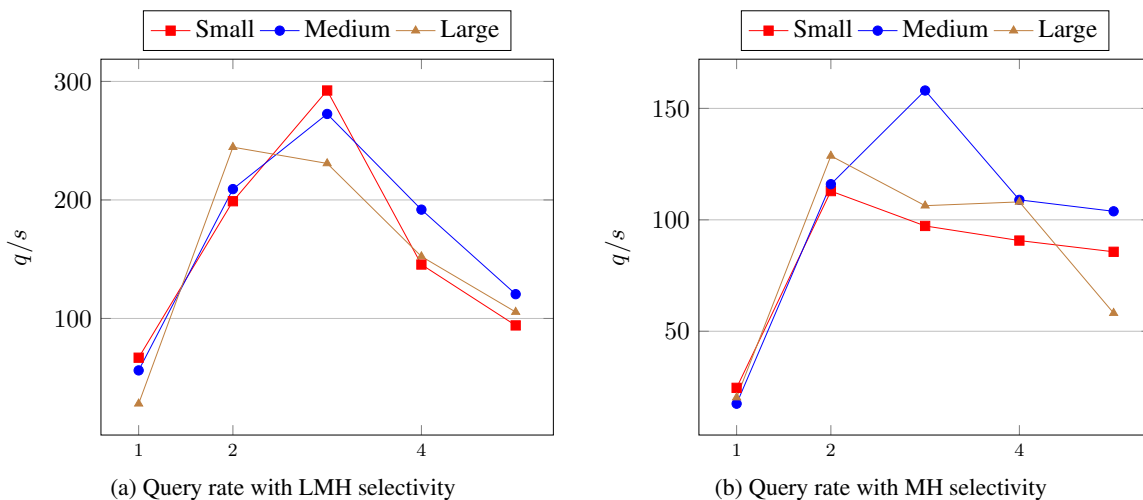 Small Medium Large
300
200
100
q/s
1 2 4
(a) Query rate with LMH selectivity
Small Medium Large
150
100
50
q/s
1 2 4
(b) Query rate with MH selectivity